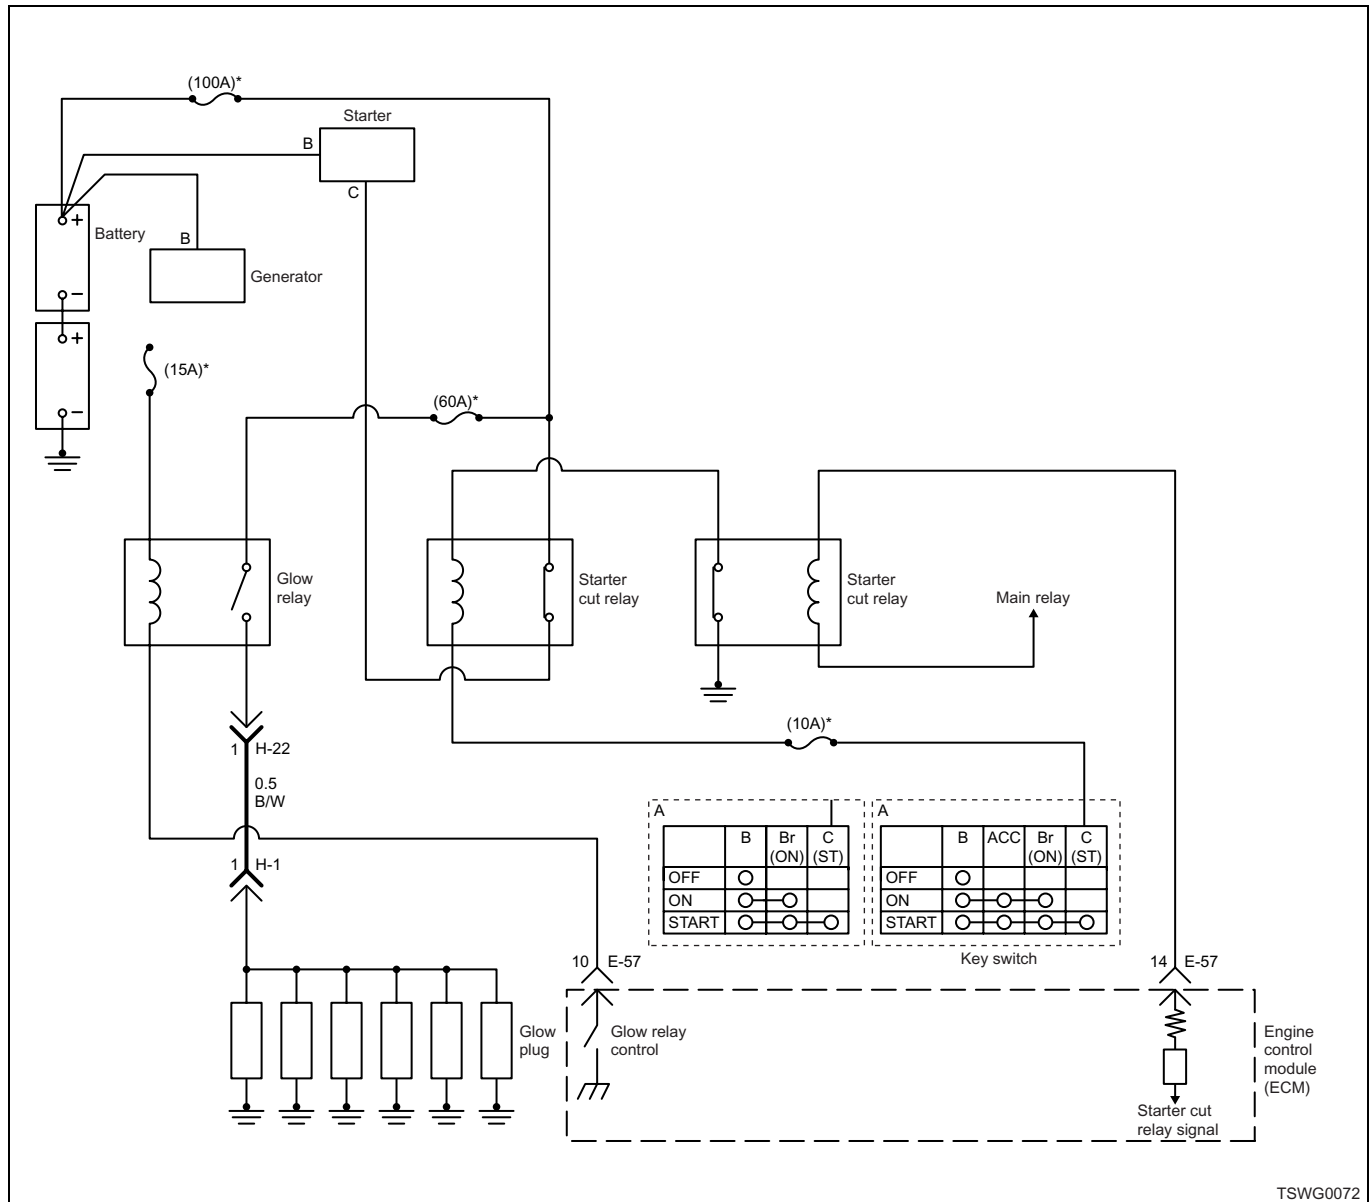 (100A)*
Starter
B
C
+
Battery
−
B
Generator
+
−
(15A)*
(60A)*
Glow
relay
Starter
cut relay
Starter
cut relay
Main relay
(10A)*
1 H-22
0.5
B/W
1 H-1
A
B Br (ON) C (ST)
OFF
ON
START
A
B ACC Br (ON) C (ST)
OFF
ON
START
Key switch
10 E-57
14 E-57
Glow
plug
Glow relay
control
Engine
control
module
(ECM)
Starter cut
relay signal
TSWG0072